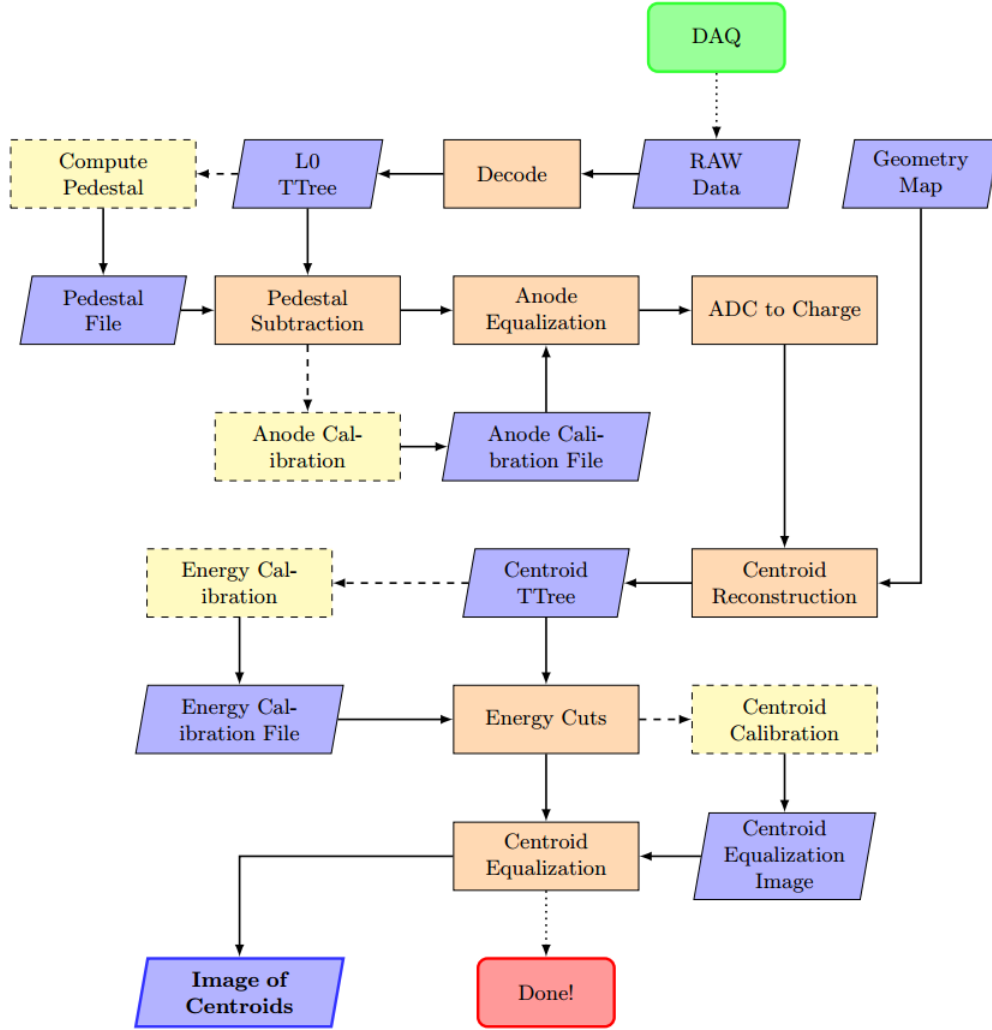 DAQ
Compute
Pedestal
L0
TTree
Decode
RAW
Data
Geometry
Map
Pedestal
File
Pedestal
Subtraction
Anode
Equalization
ADC to Charge
Anode Cal-
ibration
Anode Cali-
bration File
Energy Cal-
ibration
Centroid
TTree
Centroid
Reconstruction
Energy Cal-
ibration File
Energy Cuts
Centroid
Calibration
Centroid
Equalization
Centroid
Equalization
Image
Image of
Centroids
Done!